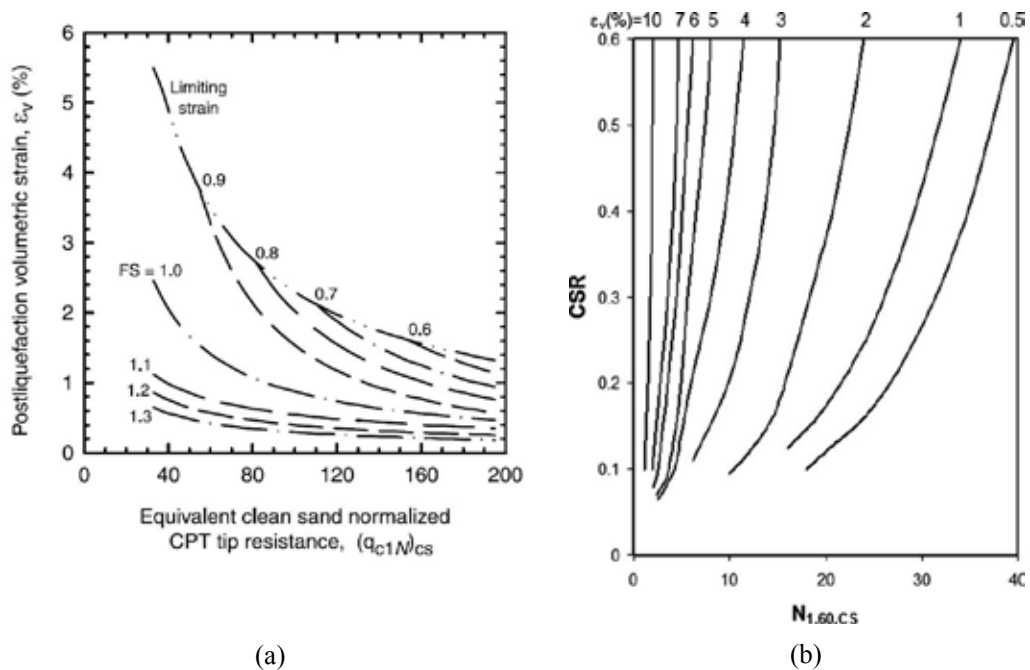 6
5
4
3
2
1
0
0
40
80
120
160
200
Postliquefaction volumetric strain, εv (%)
Limiting
strain
0.9
0.8
0.7
0.6
FS = 1.0
1.1
1.2
1.3
Equivalent clean sand normalized
CPT tip resistance, (qc1N)cs
(a)
εv(%)=10 7 6 5 4 3 2 1 0.5
0.6
0.5
0.4
0.3
0.2
0.1
0
CSR
0 10 20 30 40
N1.60.CS
(b)